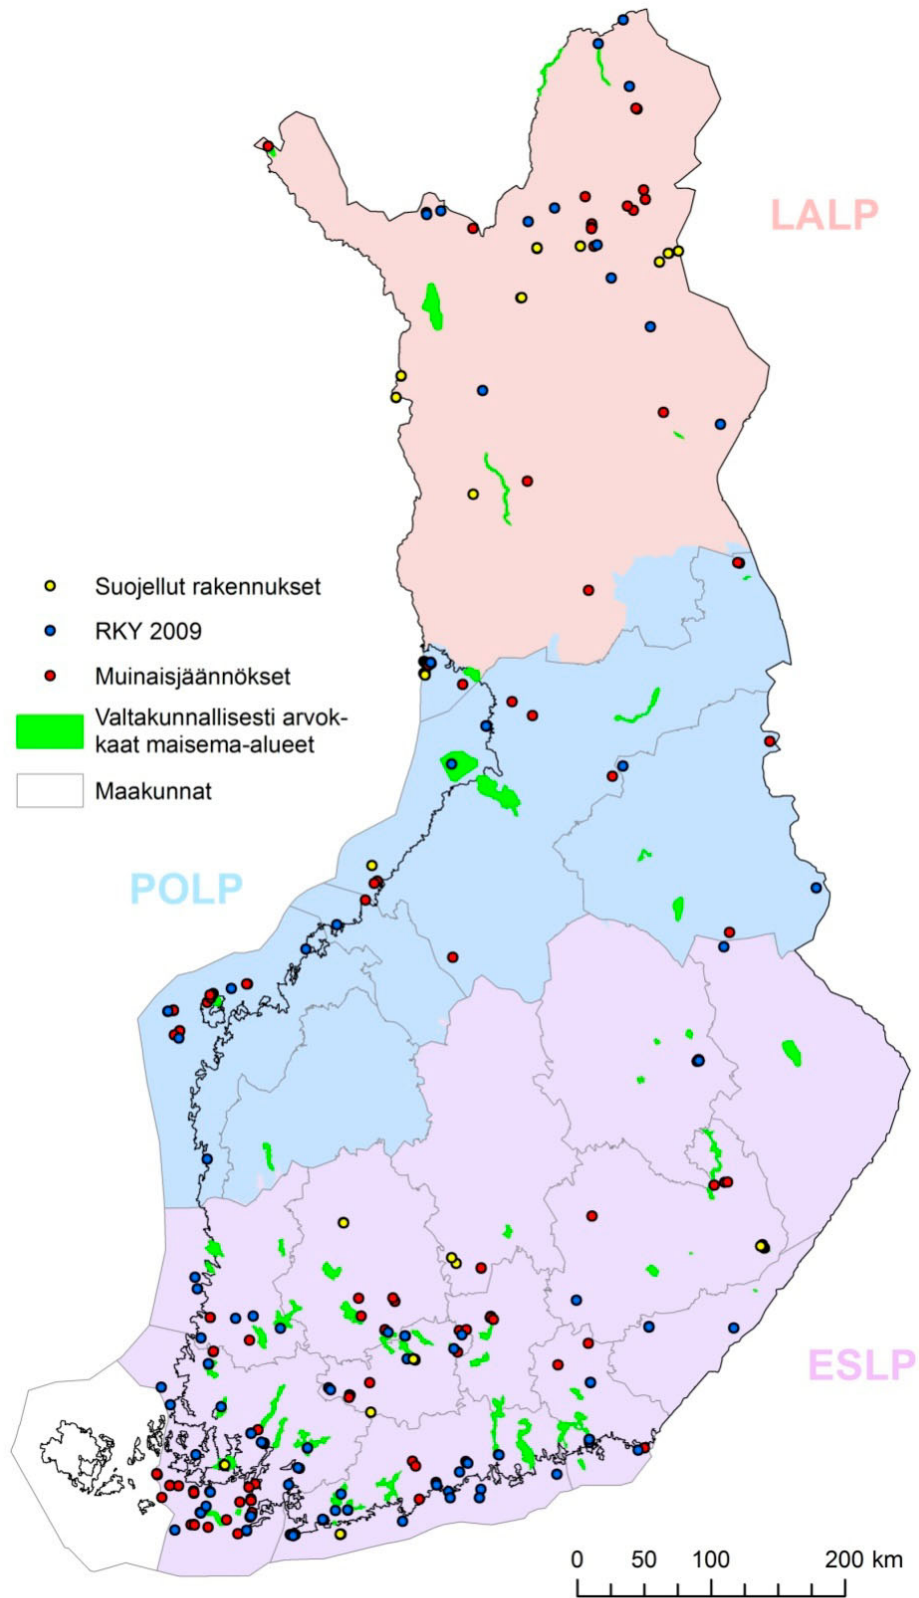 LALP
Suojellut rakennukset
RKY 2009
Muinaisjäännökset
Valtakunnallisesti arvok-
kaat maisema-alueet
Maakunnat
POLP
ESLP
0 50 100 200 km